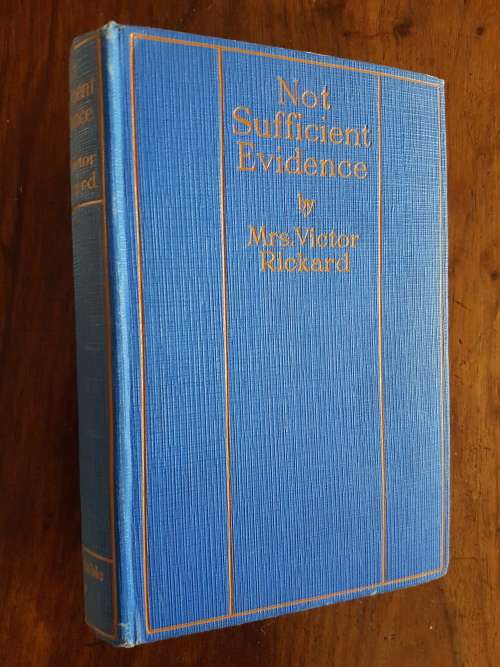 Not
Sufficient
Evidence
by
Mrs. Victor
Rickard